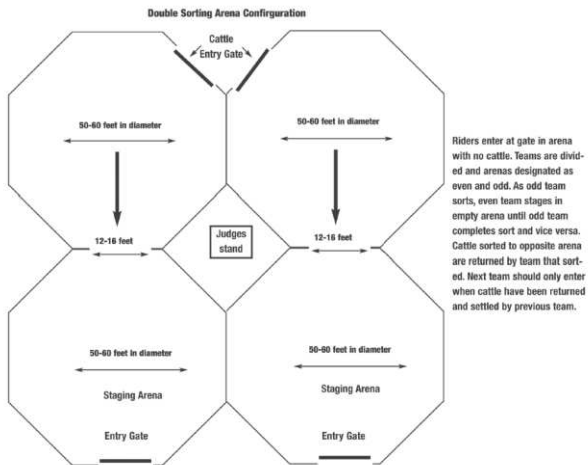 Double Sorting Arena Confirguration
Cattle
Entry Gate
50-60 feet in diameter
50-60 feet in diameter
12-16 feet
Judges
stand
12-16 feet
Riders enter at gate in arena
with no cattle. Teams are divid-
ed and arenas designated as
even and odd. As odd team
sorts, even team stages in
empty arena until odd team
completes sort and vice versa.
Cattle sorted to opposite arena
are returned by team that sort-
ed. Next team should only enter
when cattle have been returned
and settled by previous team.
50-60 feet in diameter
50-60 feet in diameter
Staging Arena
Staging Arena
Entry Gate
Entry Gate